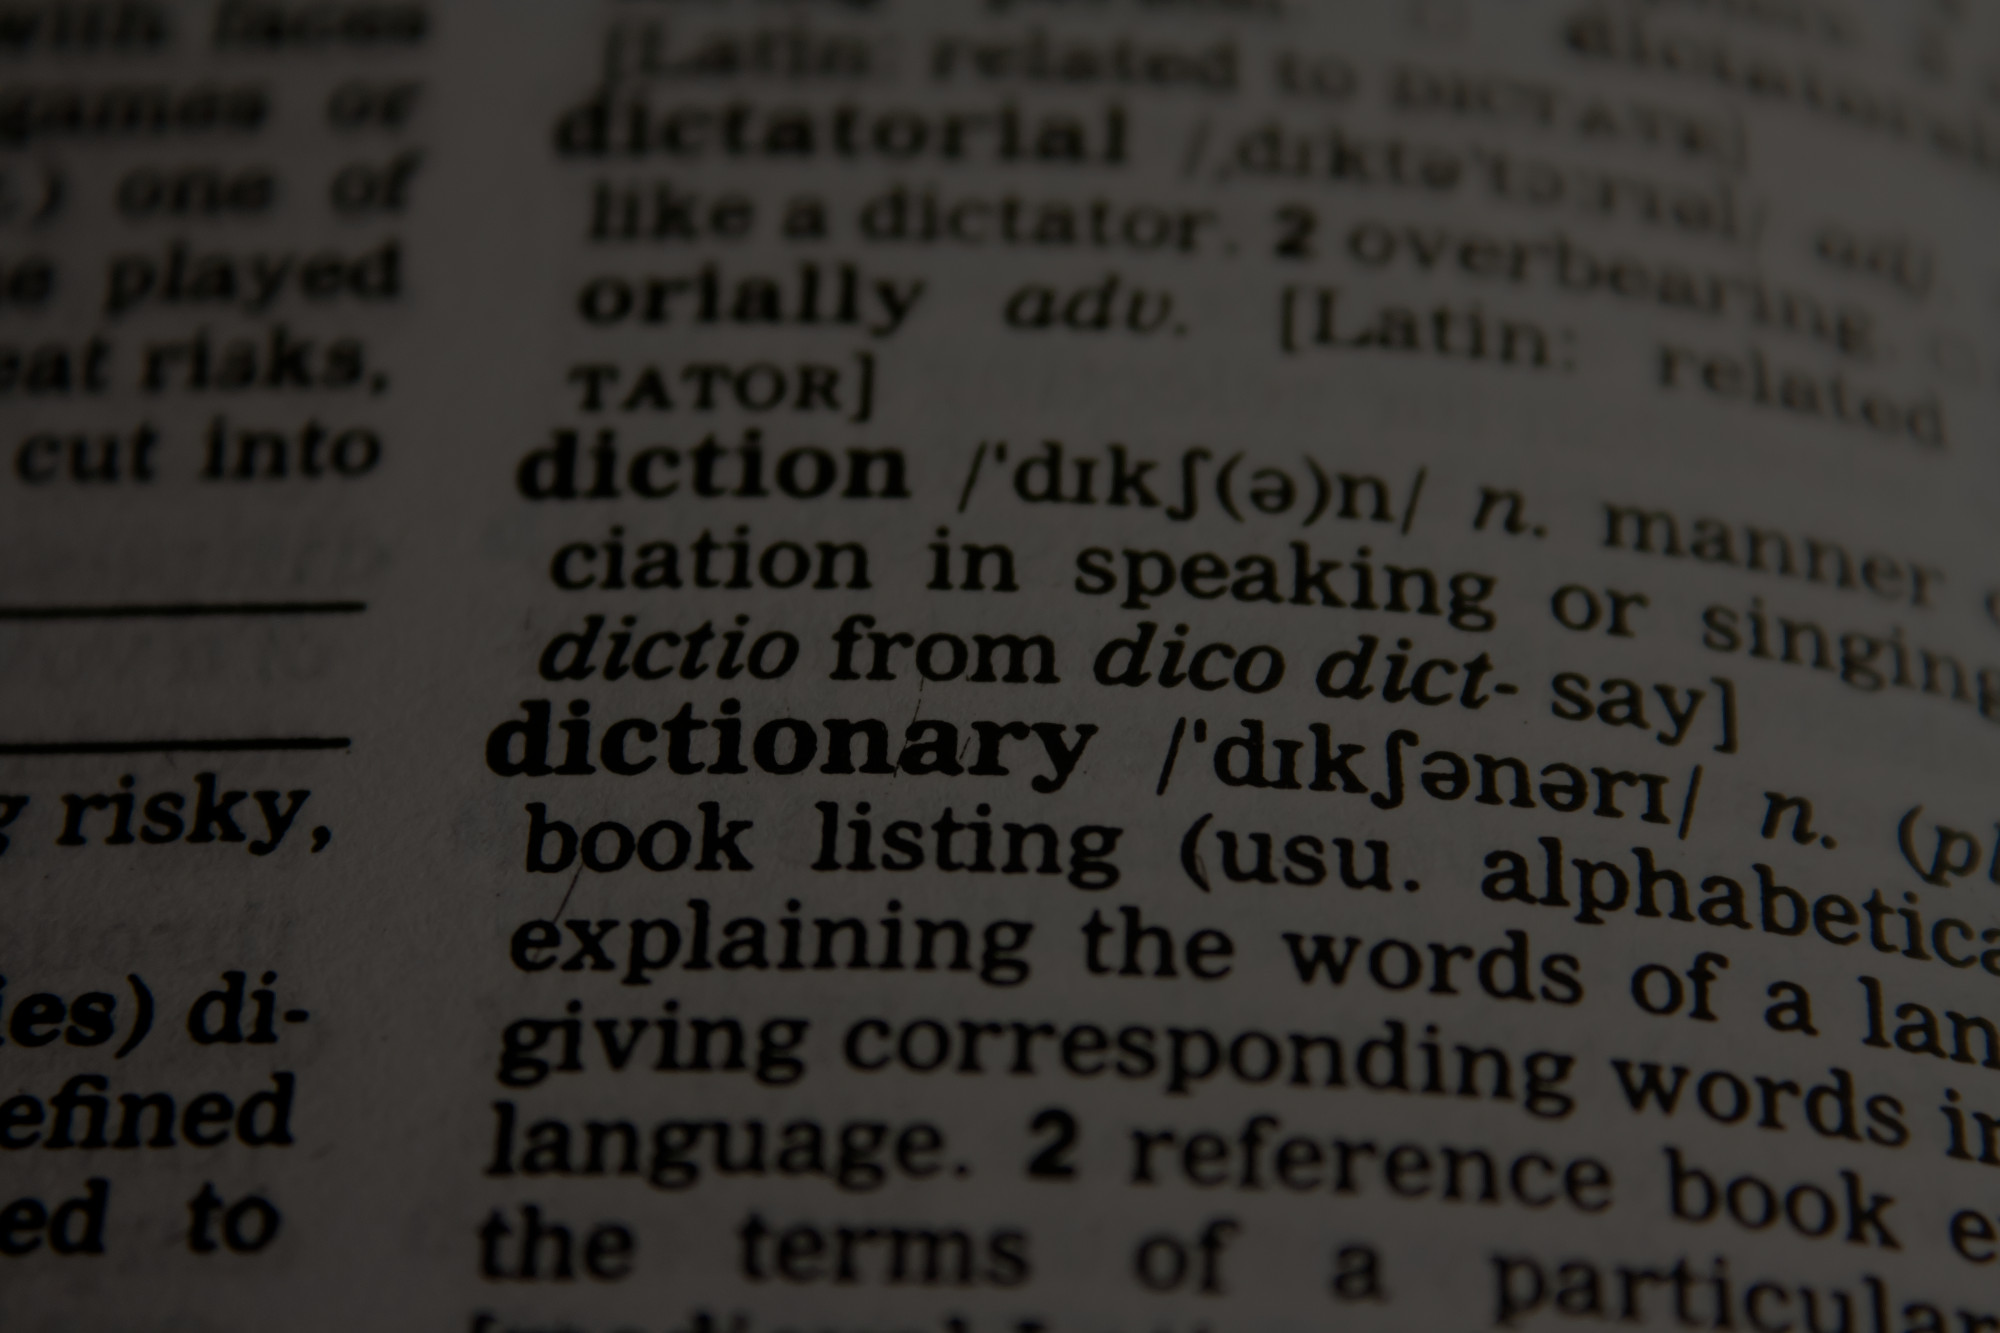 with faces
games or
.) one of
played
eat risks,
cut into
risky,
ies) di-
efined
ed to
[Latin: related to DICTATE]
dictatorial /ˌdɪktəˈtɔːrɪəl/ adj.
like a dictator. 2 overbearing.
orially adv. [Latin: related
TATOR]
diction /ˈdɪkʃ(ə)n/ n. manner
ciation in speaking or singing
dictio from dico dict- say]
dictionary /ˈdɪkʃənərɪ/ n. (pl
book listing (usu. alphabetica
explaining the words of a lan
giving corresponding words in
language. 2 reference book e
the terms of a particular
dictatorial